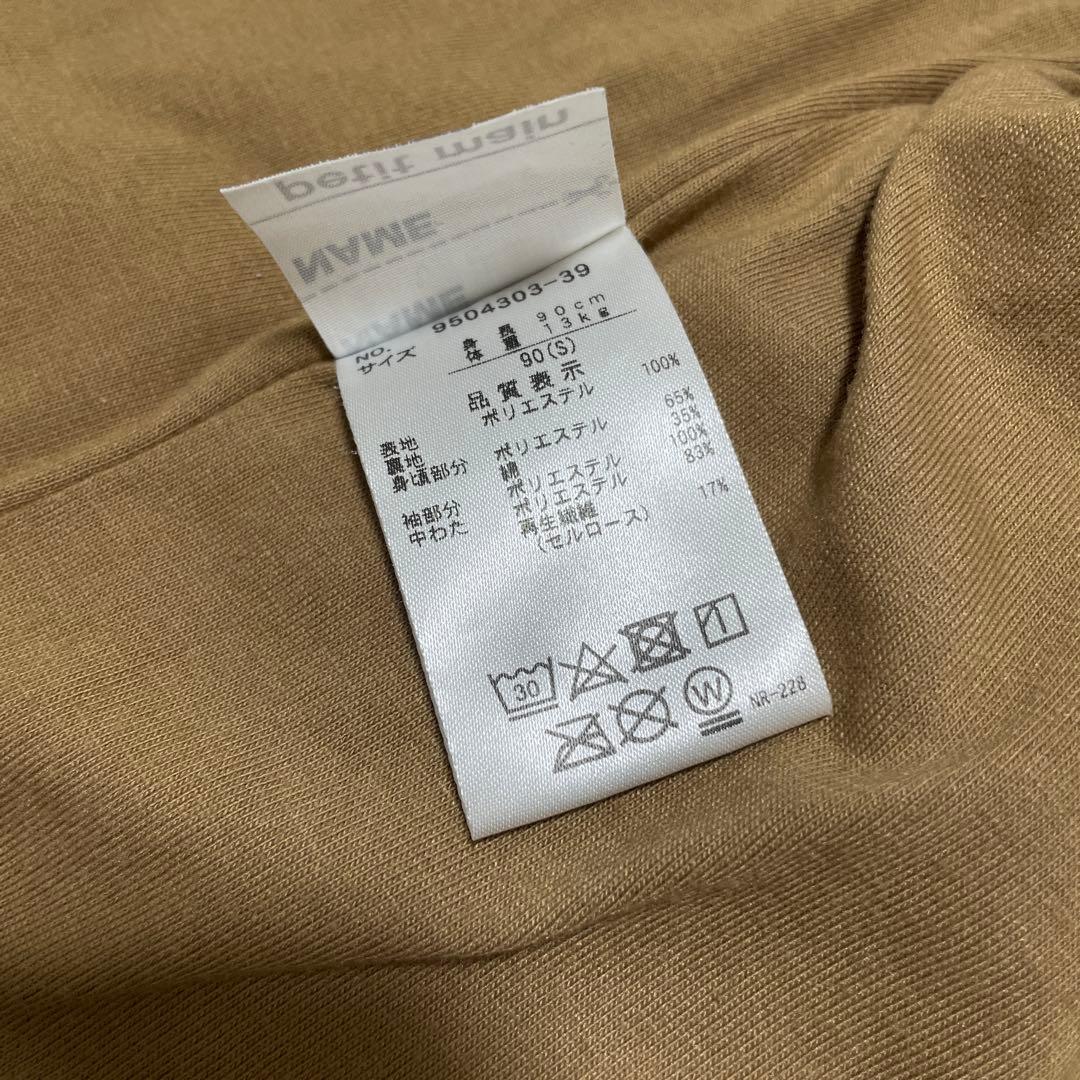 petit main
NAME
NAME
NO. 9504303-39
サイズ 身長 90cm
体重 13kg
90(S)
品質表示
表地 ポリエステル 100%
裏地
身頃部分 ポリエステル 65%
綿 35%
袖部分 ポリエステル 100%
中わた ポリエステル 83%
再生繊維 17%
(セルロース)
30
W NR-228